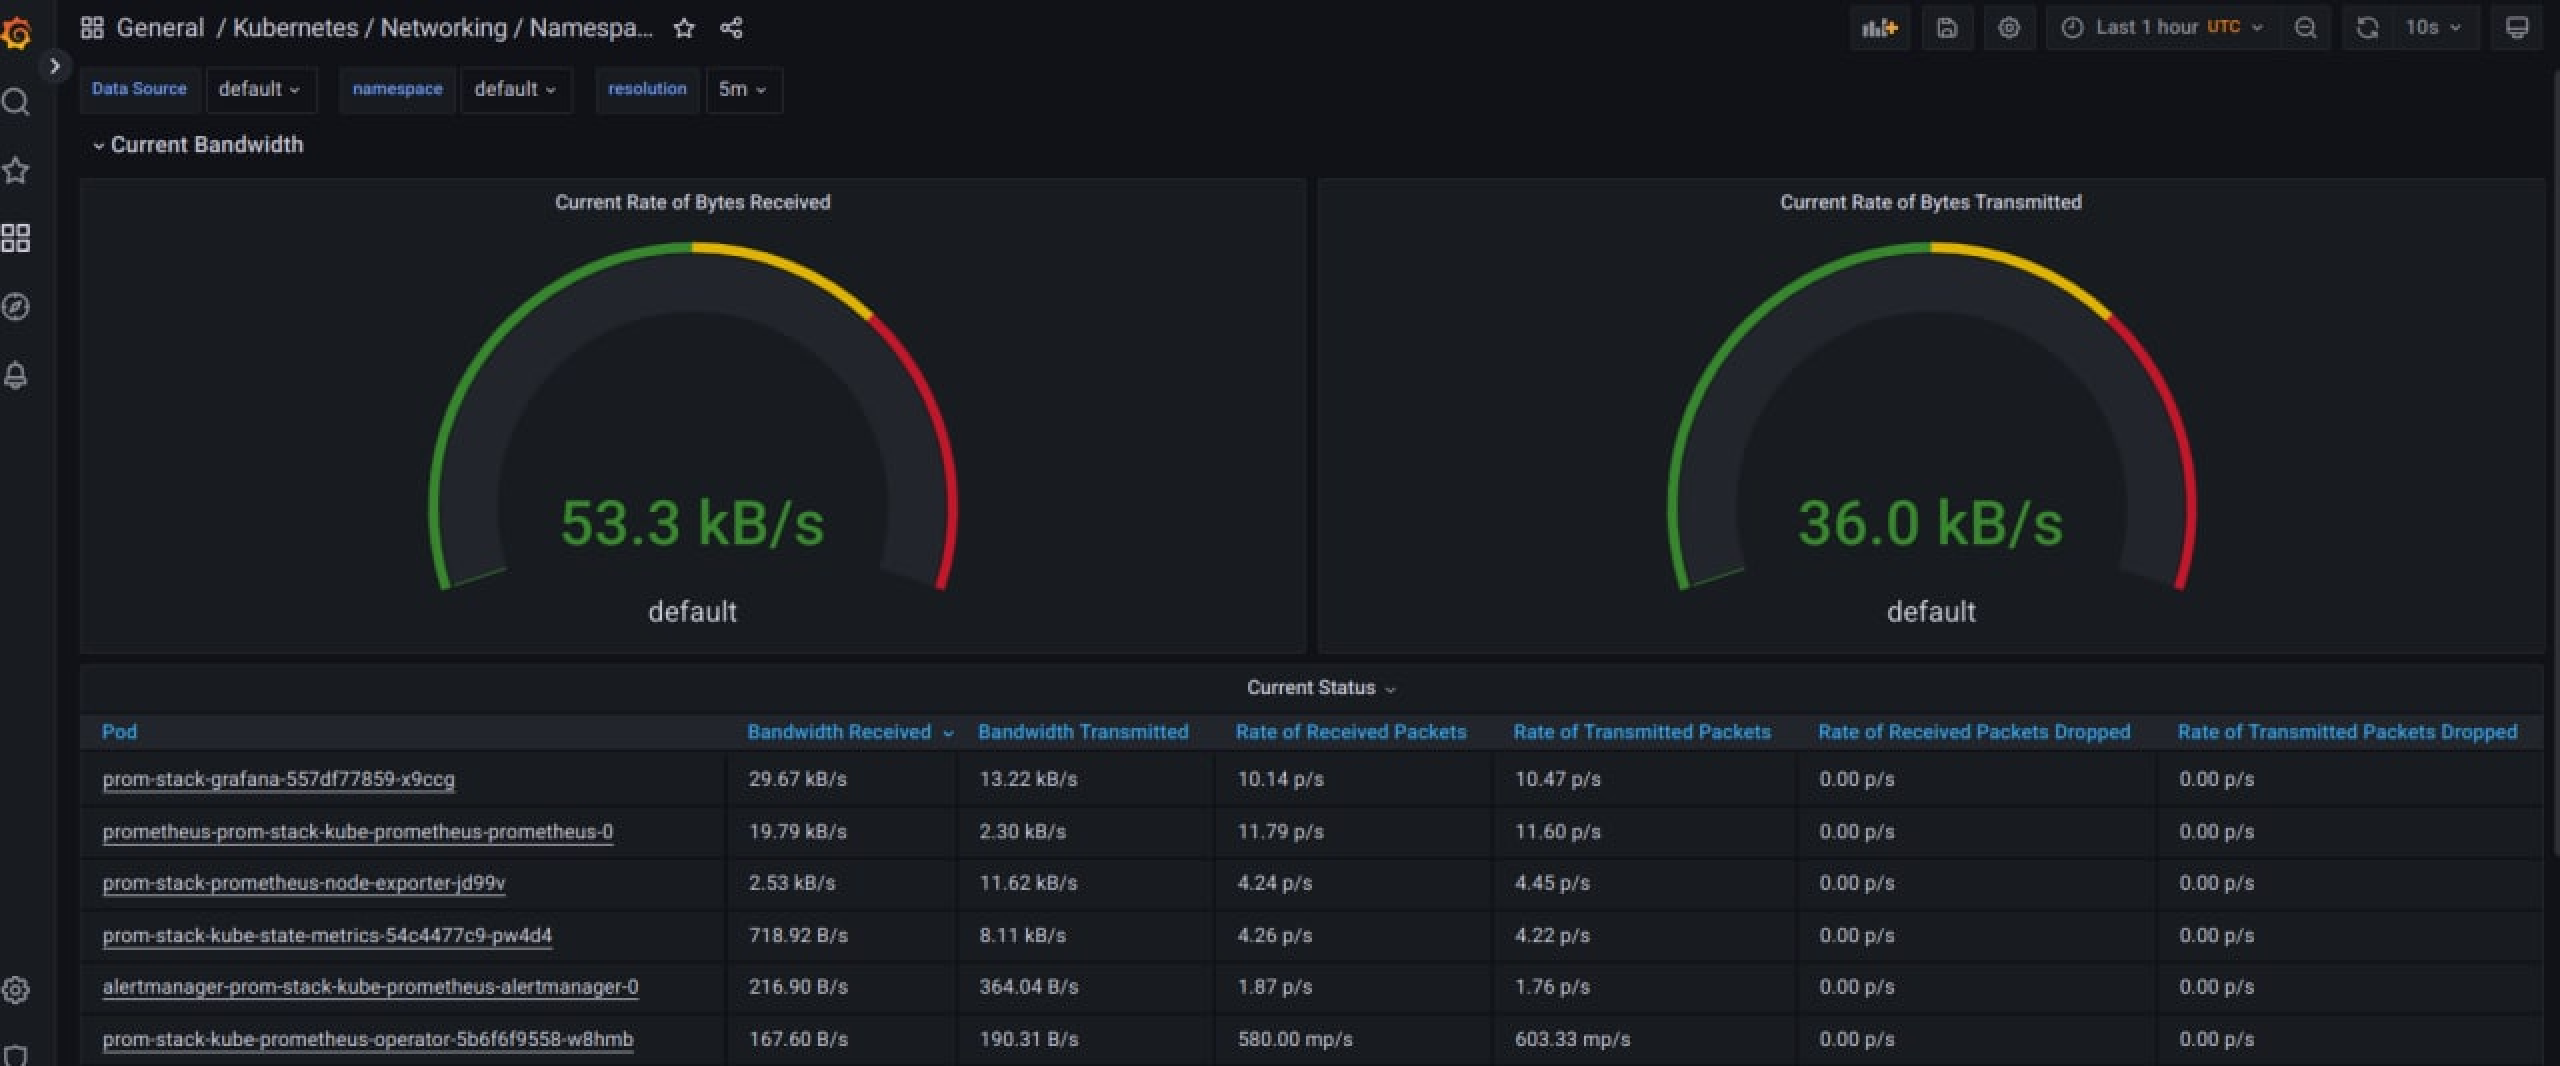 General / Kubernetes / Networking / Namespa...
Last 1 hour UTC
10s
Data Source default namespace default resolution 5m
Current Bandwidth
Current Rate of Bytes Received
53.3 kB/s
default
Current Rate of Bytes Transmitted
36.0 kB/s
default
Current Status
Pod Bandwidth Received Bandwidth Transmitted Rate of Received Packets Rate of Transmitted Packets Rate of Received Packets Dropped Rate of Transmitted Packets Dropped
prom-stack-grafana-557df77859-x9ccg 29.67 kB/s 13.22 kB/s 10.14 p/s 10.47 p/s 0.00 p/s 0.00 p/s
prometheus-prom-stack-kube-prometheus-prometheus-0 19.79 kB/s 2.30 kB/s 11.79 p/s 11.60 p/s 0.00 p/s 0.00 p/s
prom-stack-prometheus-node-exporter-jd99v 2.53 kB/s 11.62 kB/s 4.24 p/s 4.45 p/s 0.00 p/s 0.00 p/s
prom-stack-kube-state-metrics-54c4477c9-pw4d4 718.92 B/s 8.11 kB/s 4.26 p/s 4.22 p/s 0.00 p/s 0.00 p/s
alertmanager-prom-stack-kube-prometheus-alertmanager-0 216.90 B/s 364.04 B/s 1.87 p/s 1.76 p/s 0.00 p/s 0.00 p/s
prom-stack-kube-prometheus-operator-5b6f6f9558-w8hmb 167.60 B/s 190.31 B/s 580.00 mp/s 603.33 mp/s 0.00 p/s 0.00 p/s